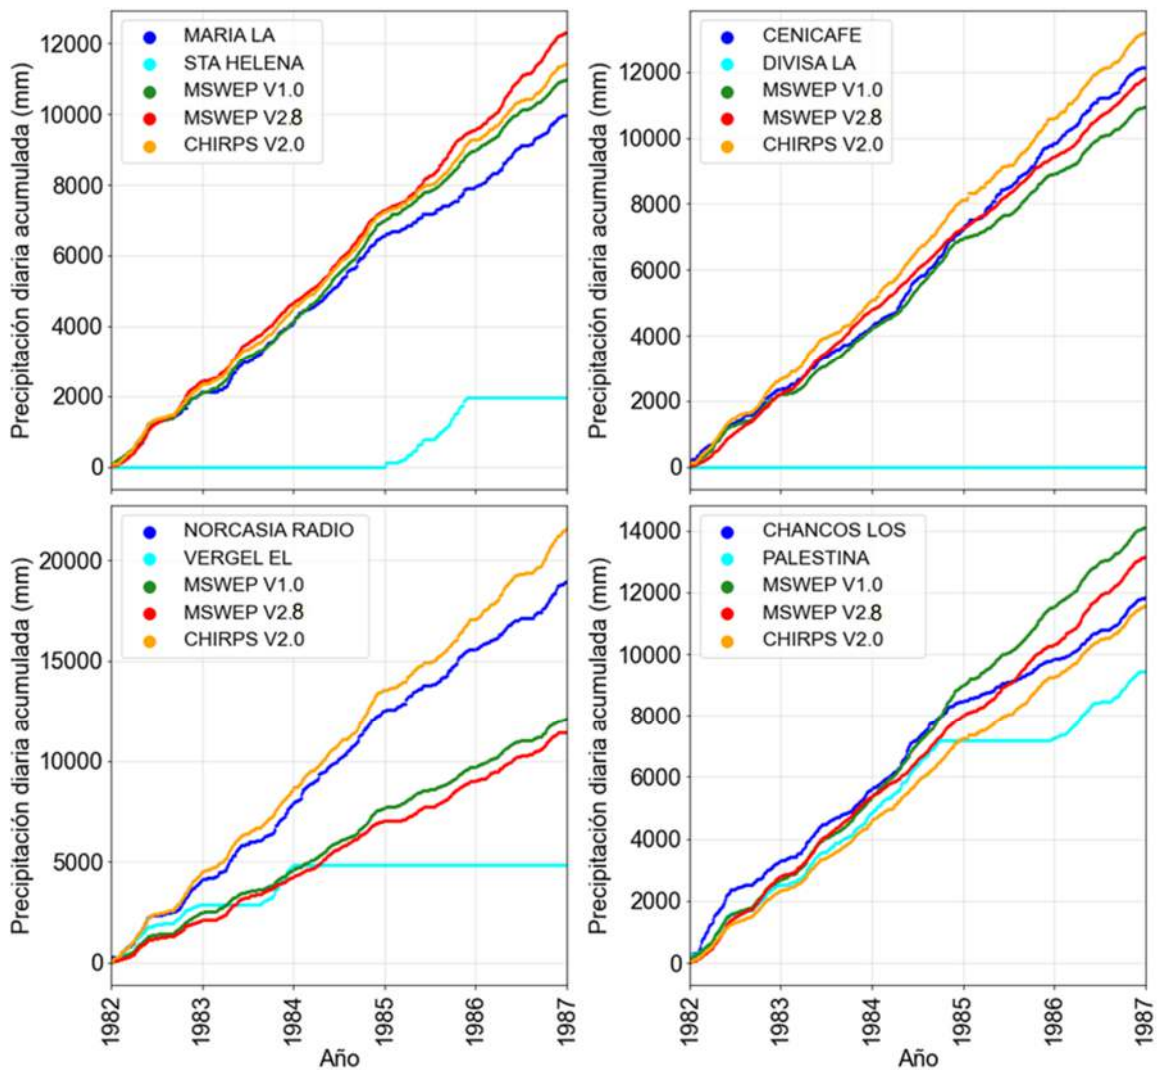 Precipitación diaria acumulada (mm)
12000
10000
8000
6000
4000
2000
0
MARIA LA
STA HELENA
MSWEP V1.0
MSWEP V2.8
CHIRPS V2.0
Precipitación diaria acumulada (mm)
12000
10000
8000
6000
4000
2000
0
CENICAFE
DIVISA LA
MSWEP V1.0
MSWEP V2.8
CHIRPS V2.0
Precipitación diaria acumulada (mm)
20000
15000
10000
5000
0
NORCASIA RADIO
VERGEL EL
MSWEP V1.0
MSWEP V2.8
CHIRPS V2.0
1982
1983
1984
1985
1986
1987
Año
Precipitación diaria acumulada (mm)
14000
12000
10000
8000
6000
4000
2000
0
CHANCOS LOS
PALESTINA
MSWEP V1.0
MSWEP V2.8
CHIRPS V2.0
1982
1983
1984
1985
1986
1987
Año